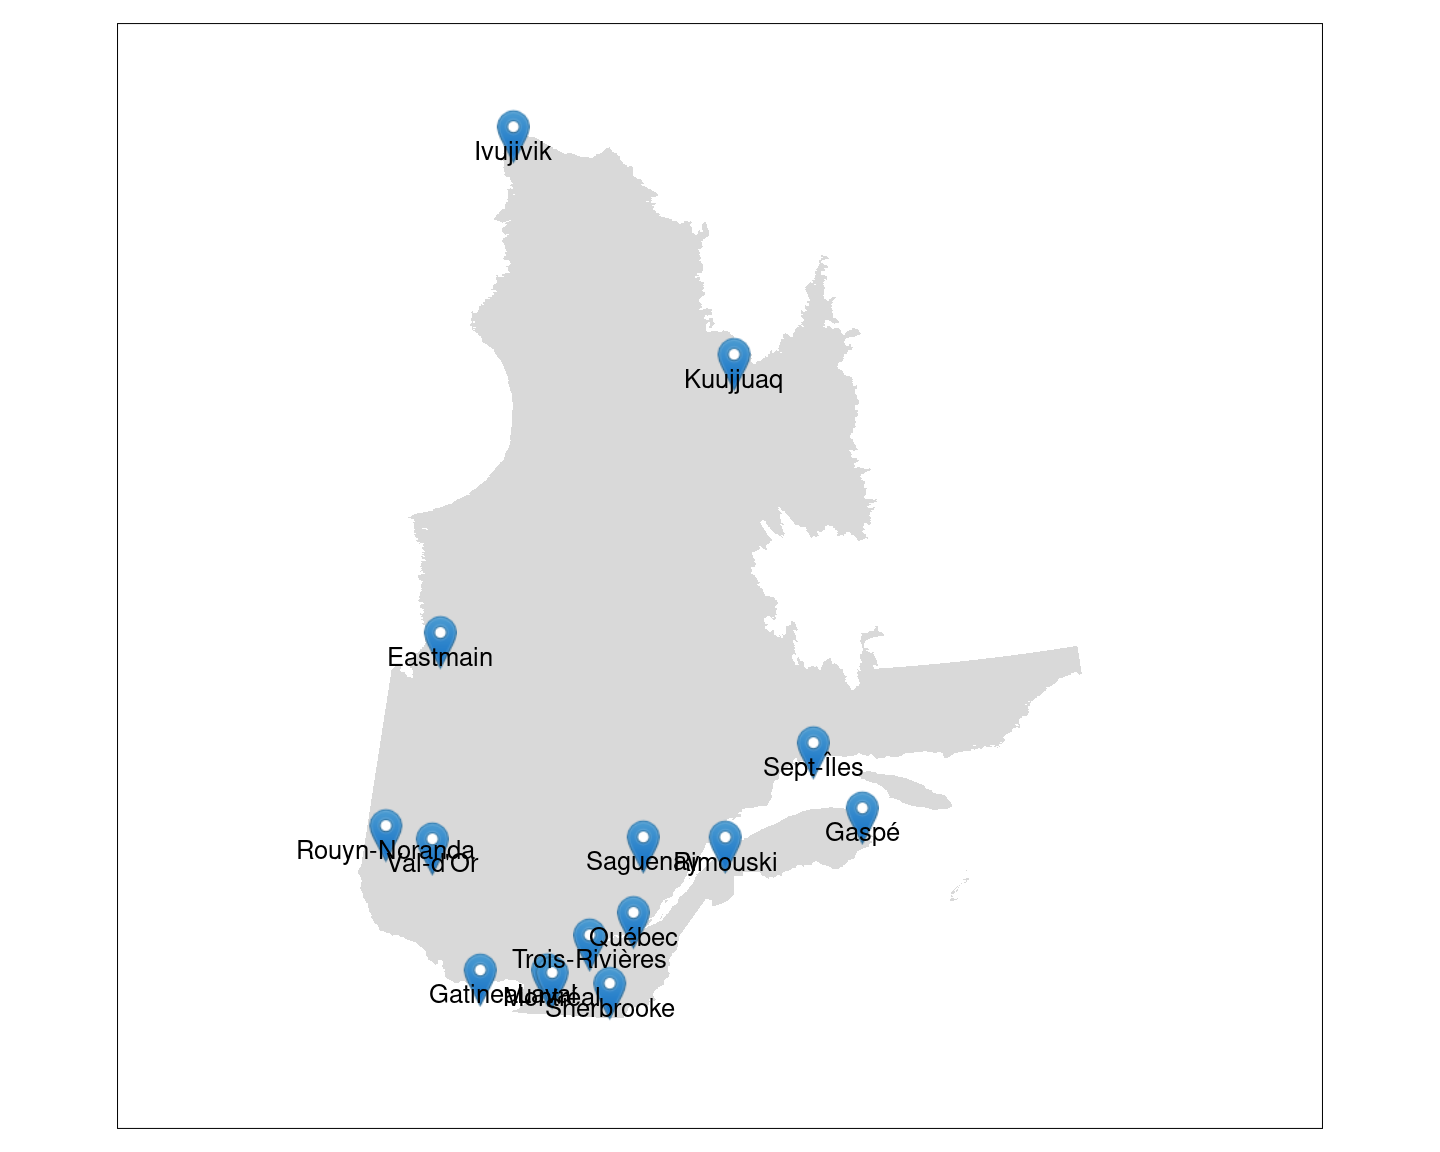 Ivujivik
Kuujjuaq
Eastmain
Sept-Îles
Gaspé
Rouyn-Noranda
Val-d'Or
Saguenay
Rimouski
Québec
Trois-Rivières
Gatineau
Laval
Montréal
Sherbrooke